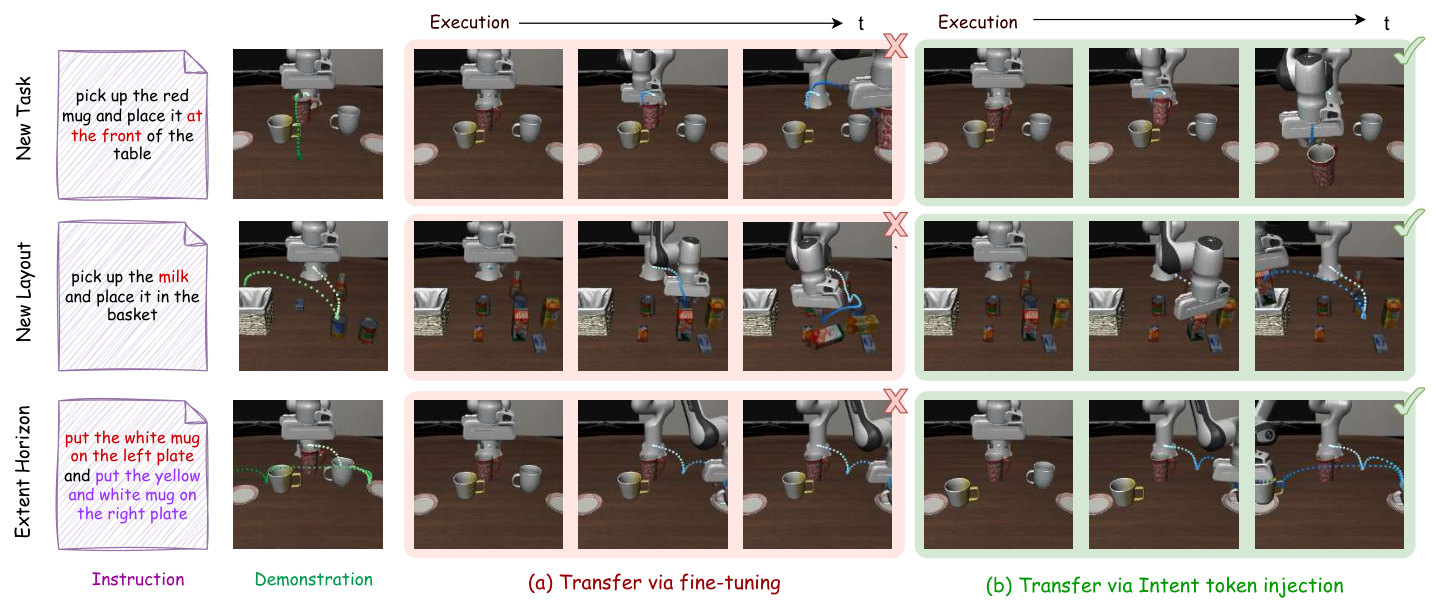 Execution
t
Execution
t
New Task
pick up the red
mug and place it at
the front of the
table
X
New Layout
pick up the milk
and place it in the
basket
X
Extent Horizon
put the white mug
on the left plate
and put the yellow
and white mug on
the right plate
X
Instruction
Demonstration
(a) Transfer via fine-tuning
(b) Transfer via Intent token injection